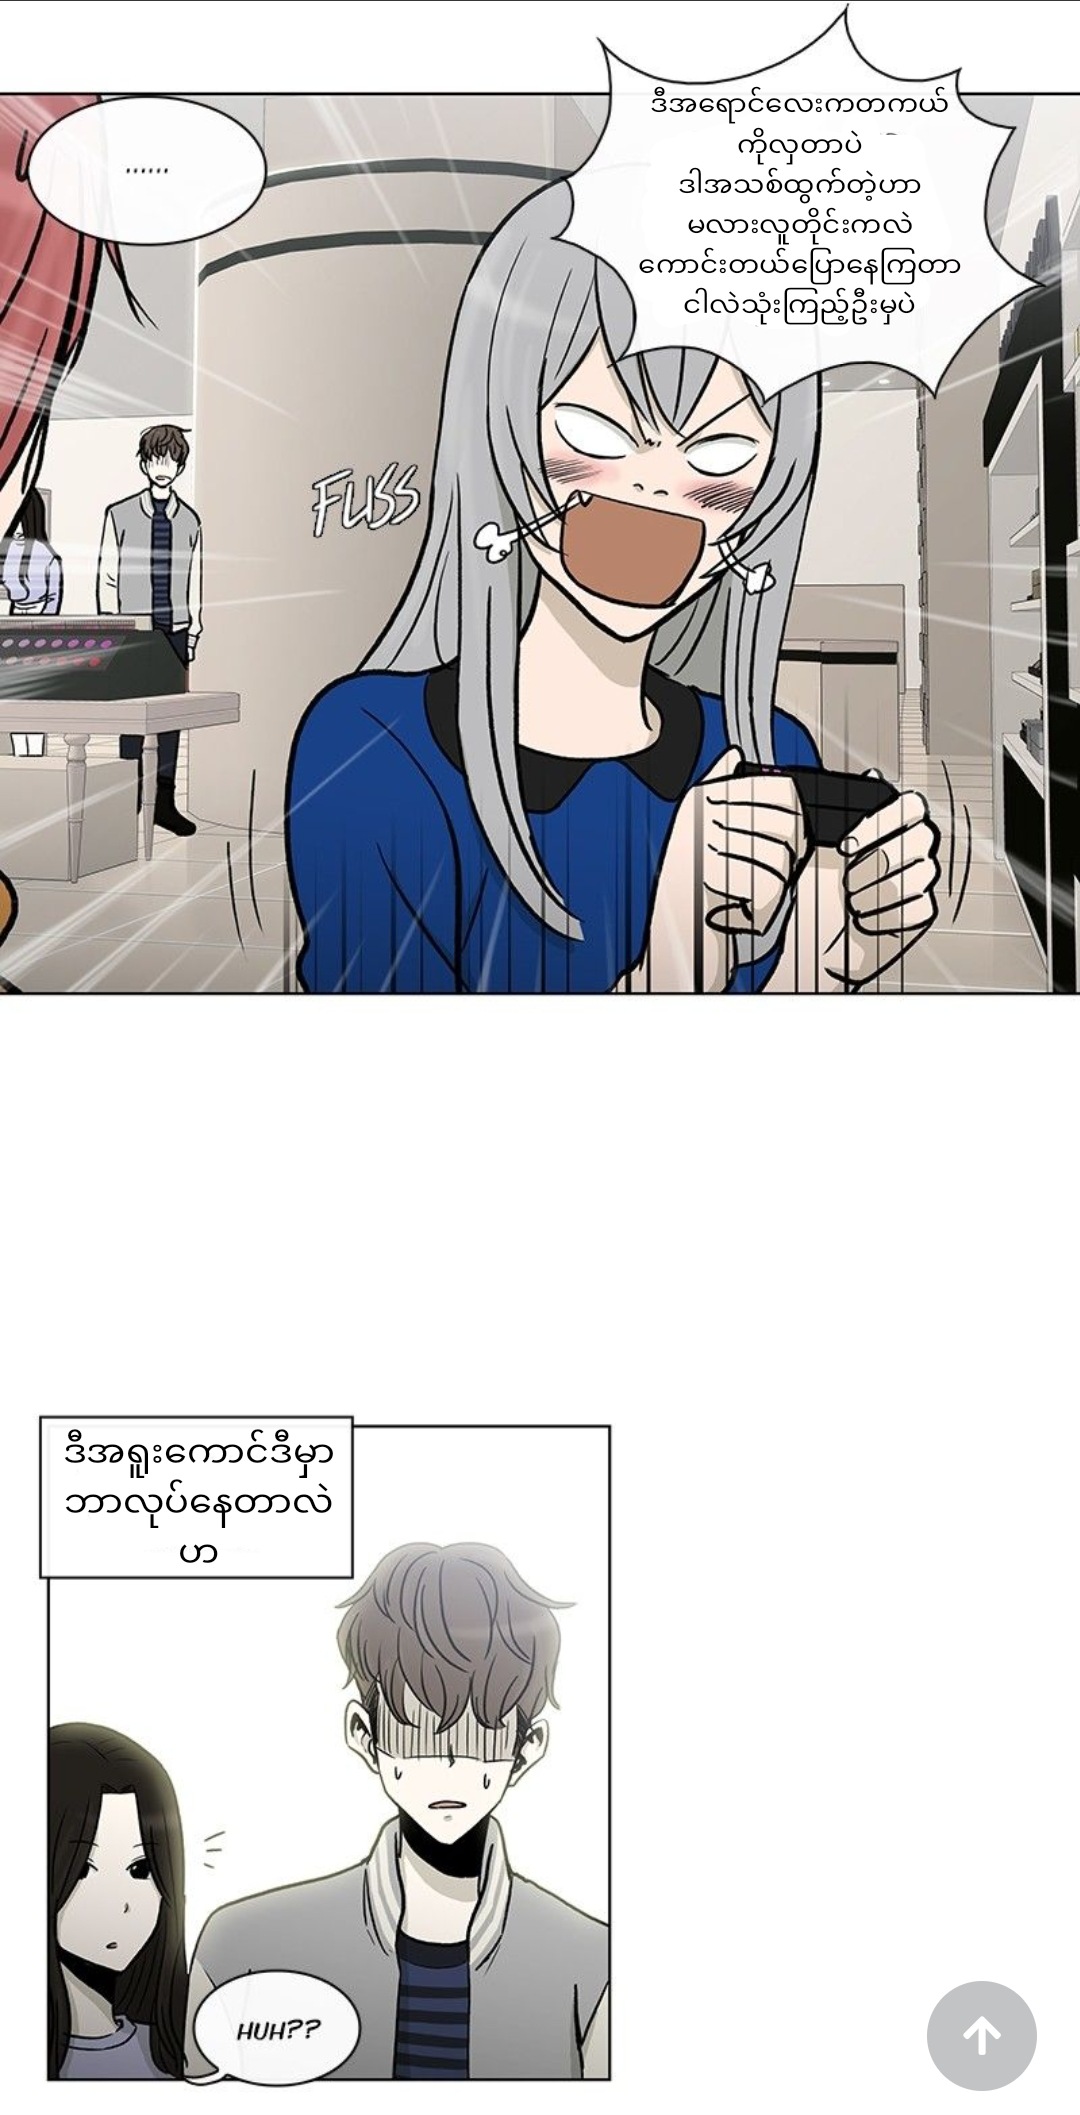 ......
ဒီအရောင်လေးကတကယ်
ကိုလှတာပဲ
ဒါအသစ်ထွက်တဲ့ဟာ
မလားလူတိုင်းကလဲ
ကောင်းတယ်ပြောနေကြတာ
ငါလဲသုံးကြည့်ဦးမှပဲ
FUSS
ဒီအရူးကောင်ဒီမှာ
ဘာလုပ်နေတာလဲ
ဟ
HUH??